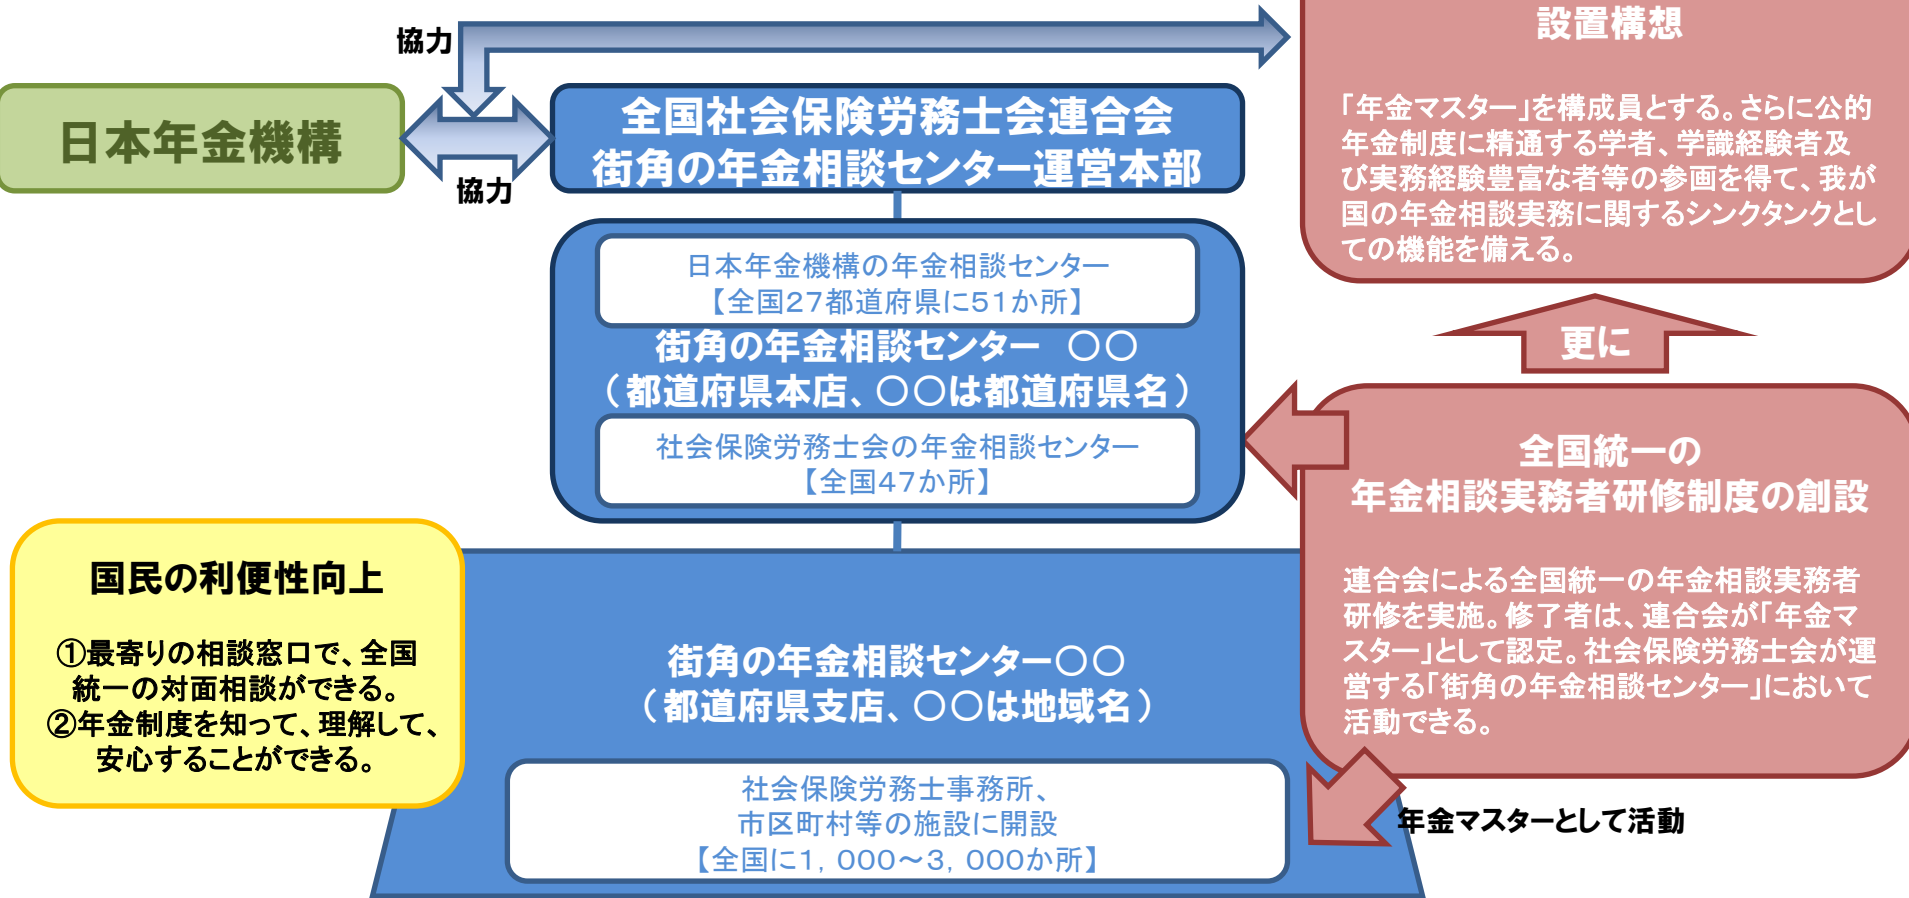 協力
日本年金機構
協力
全国社会保険労務士会連合会
街角の年金相談センター運営本部
日本年金機構の年金相談センター
【全国27都道府県に51か所】
街角の年金相談センター　○○
（都道府県本店、○○は都道府県名）
社会保険労務士会の年金相談センター
【全国47か所】
街角の年金相談センター○○
（都道府県支店、○○は地域名）
社会保険労務士事務所、
市区町村等の施設に開設
【全国に1，000～3，000か所】
国民の利便性向上
①最寄りの相談窓口で、全国
統一の対面相談ができる。
②年金制度を知って、理解して、
安心することができる。
設置構想
「年金マスター」を構成員とする。さらに公的
年金制度に精通する学者、学識経験者及
び実務経験豊富な者等の参画を得て、我が
国の年金相談実務に関するシンクタンクとし
ての機能を備える。
更に
全国統一の
年金相談実務者研修制度の創設
連合会による全国統一の年金相談実務者
研修を実施。修了者は、連合会が「年金マ
スター」として認定。社会保険労務士会が運
営する「街角の年金相談センター」において
活動できる。
年金マスターとして活動